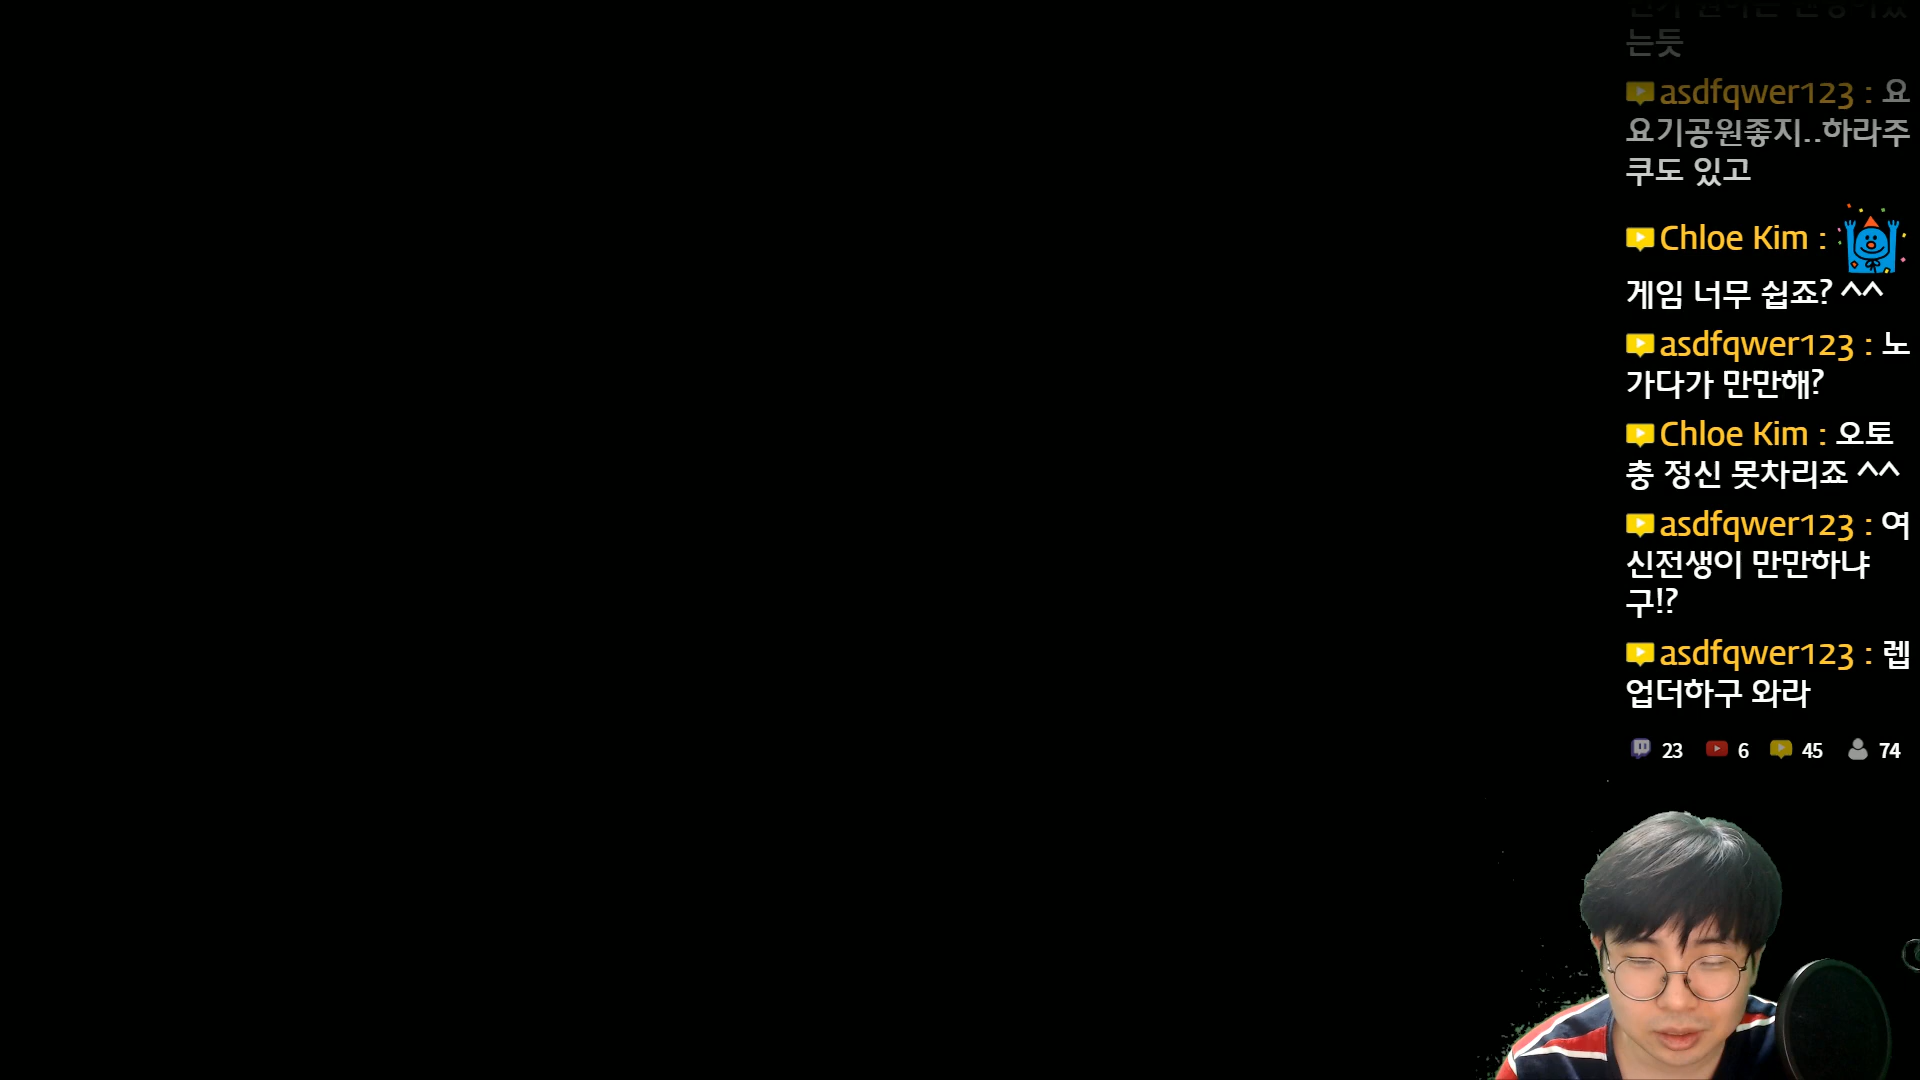 는듯
asdfqwer123 : 요
요기공원좋지..하라주
쿠도 있고
Chloe Kim :
게임 너무 쉽죠? ^^
asdfqwer123 : 노
가다가 만만해?
Chloe Kim : 오토
충 정신 못차리죠 ^^
asdfqwer123 : 여
신전생이 만만하냐
구!?
asdfqwer123 : 렙
업더하구 와라
23 6 45 74